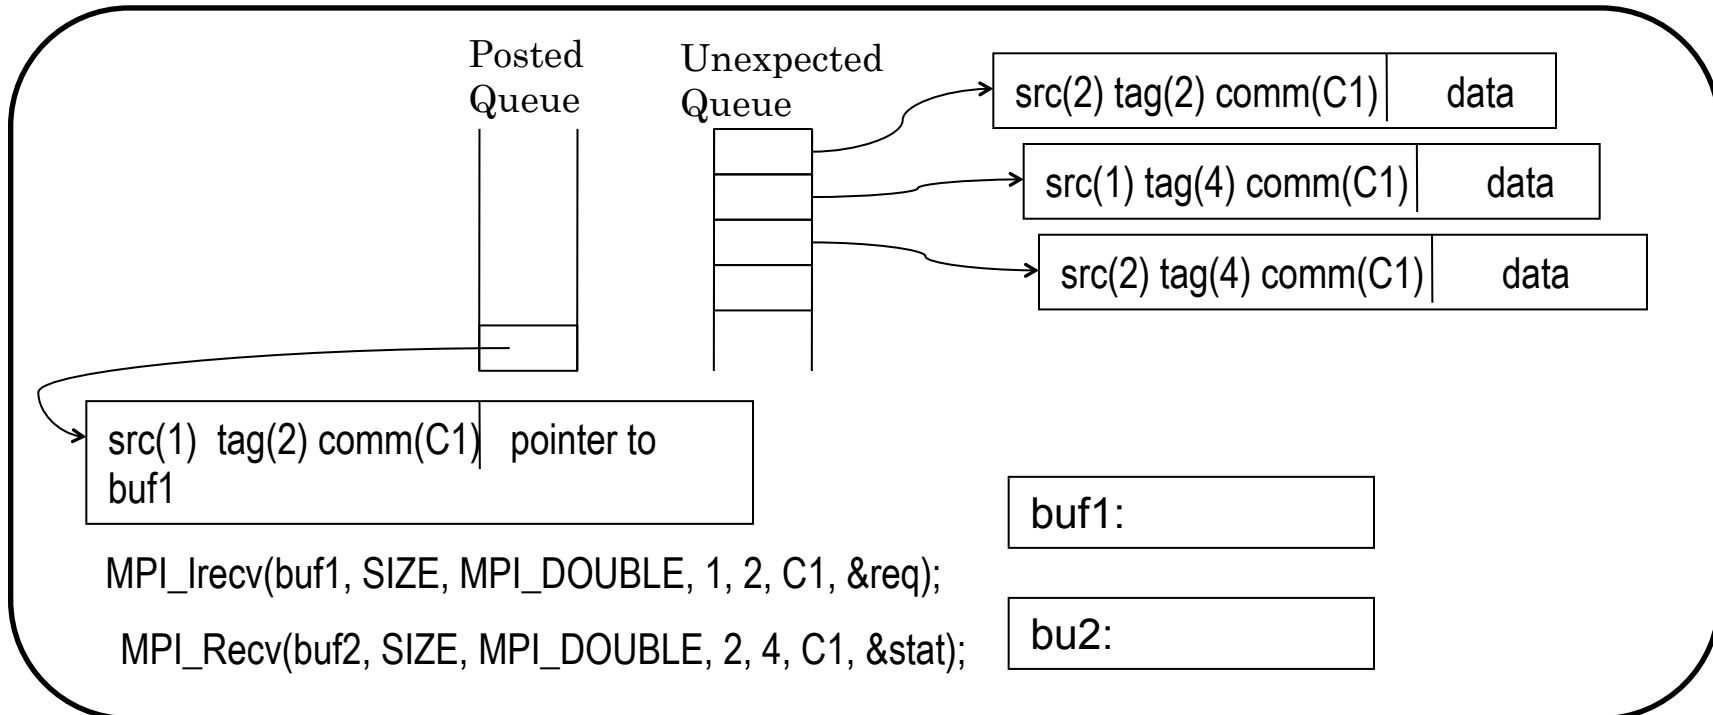 Posted
Queue
Unexpected
Queue
src(2) tag(2) comm(C1) data
src(1) tag(4) comm(C1) data
src(2) tag(4) comm(C1) data
src(1) tag(2) comm(C1) pointer to
buf1
buf1:
MPI_Irecv(buf1, SIZE, MPI_DOUBLE, 1, 2, C1, &req);
bu2:
MPI_Recv(buf2, SIZE, MPI_DOUBLE, 2, 4, C1, &stat);